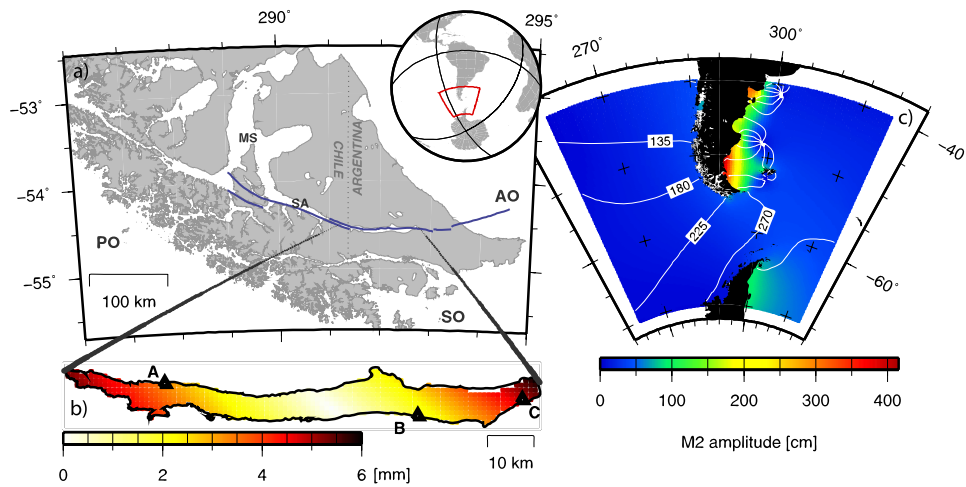 290°
295°
270°
300°
a)
−53°
MS
CHILE
ARGENTINA
c)
135
−40
−54°
SA
AO
180
PO
225
270
−55°
100 km
SO
−60°
A
b)
B
C
0 2 4 6 [mm]
10 km
0 100 200 300 400
M2 amplitude [cm]